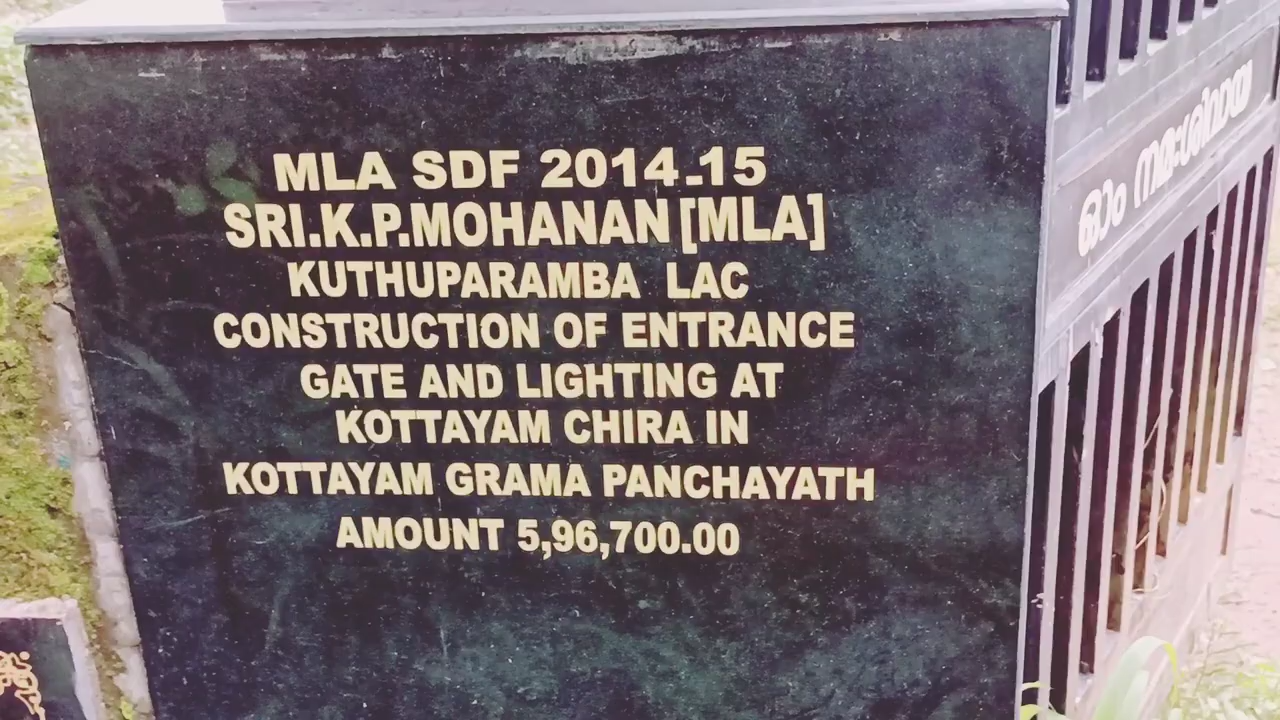 MLA SDF 2014.15
SRI.K.P.MOHANAN [MLA]
KUTHUPARAMBA LAC
CONSTRUCTION OF ENTRANCE
GATE AND LIGHTING AT
KOTTAYAM CHIRA IN
KOTTAYAM GRAMA PANCHAYATH
AMOUNT 5,96,700.00
ഓം നമഃശിവായ